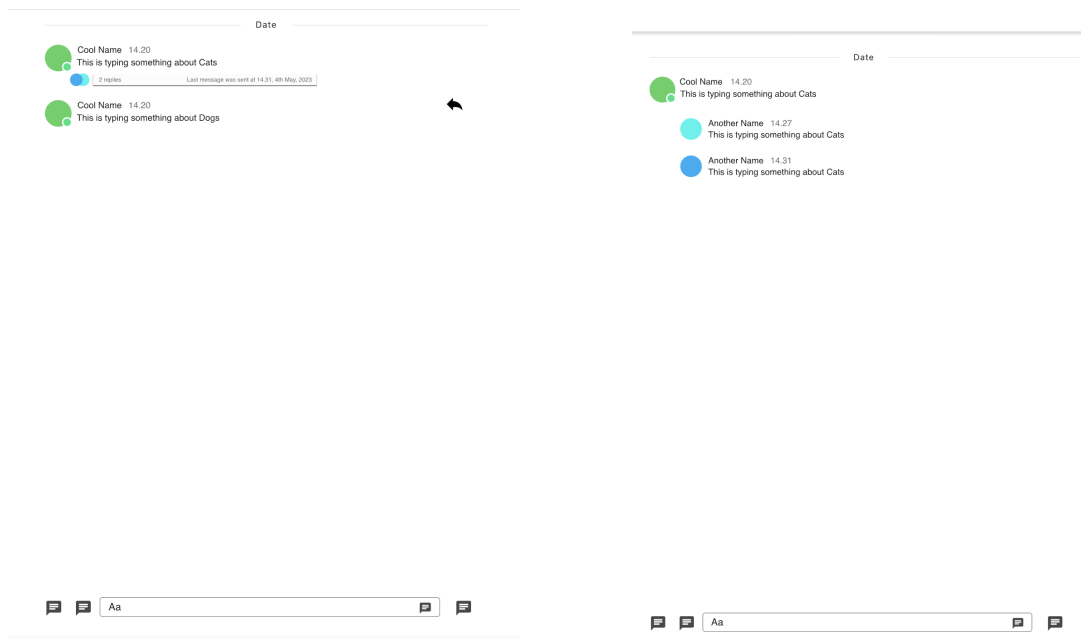 Date
Cool Name 14.20
This is typing something about Cats
2 replies Last message was sent at 14.31, 4th May, 2023
Cool Name 14.20
This is typing something about Dogs
Aa
Date
Cool Name 14.20
This is typing something about Cats
Another Name 14.27
This is typing something about Cats
Another Name 14.31
This is typing something about Cats
Aa